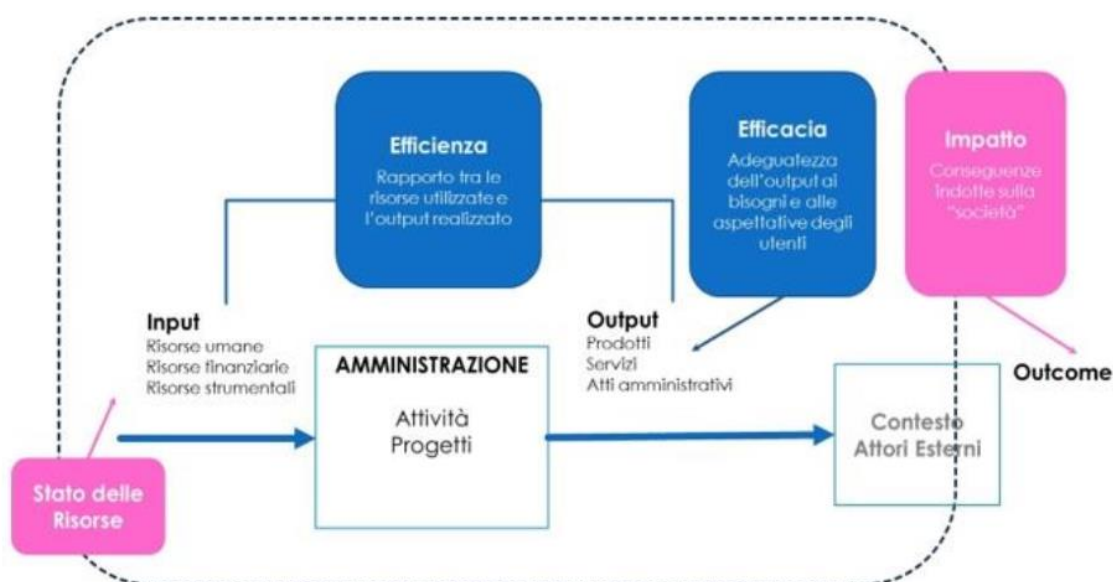 Efficienza
Rapporto tra le
risorse utilizzate e
l'output realizzato
Efficacia
Adeguatezza
dell'output ai
bisogni e alle
aspettative degli
utenti
Impatto
Conseguenze
indotte sulla
"società"
Input
Risorse umane
Risorse finanziarie
Risorse strumentali
AMMINISTRAZIONE
Attività
Progetti
Output
Prodotti
Servizi
Atti amministrativi
Outcome
Contesto
Attori Esterni
Stato delle
Risorse